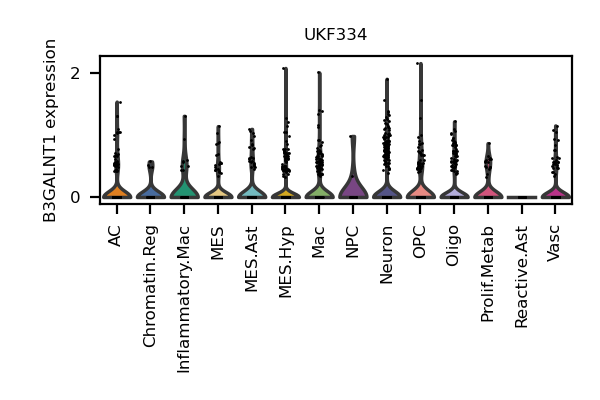 UKF334
B3GALNT1 expression
2
0
AC
Chromatin.Reg
Inflammatory.Mac
MES
MES.Ast
MES.Hyp
Mac
NPC
Neuron
OPC
Oligo
Prolif.Metab
Reactive.Ast
Vasc